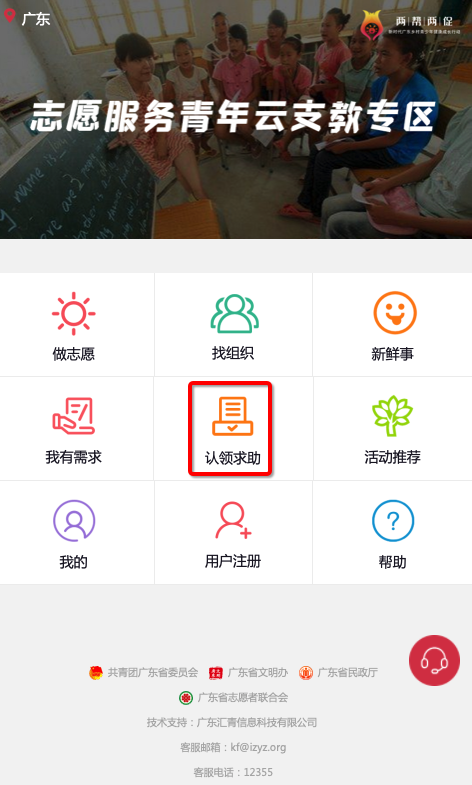 广东
两|帮|两|促
志愿服务青年云支教专区
做志愿
找组织
新鲜事
我有需求
认领求助
活动推荐
我的
用户注册
帮助
共青团广东省委员会 广东省文明办 广东省民政厅
广东省志愿者联合会
技术支持：广东汇青信息科技有限公司
客服邮箱：kf@izyz.org
客服电话：12355